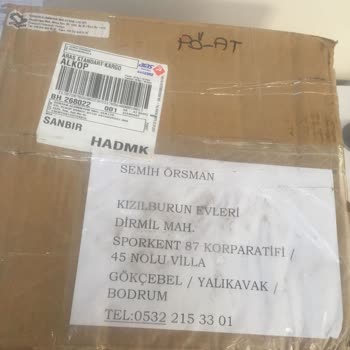 PÖ-AT
ARAS STANDART KARGO
ALKOP
BH 268022 001
SANBIR
HADMK
SEMİH ÖRSMAN
KIZILBURUN EVLERİ
DİRMİL MAH.
SPORKENT 87 KORPARATİFİ /
45 NOLU VİLLA
GÖKÇEBEL / YALIKAVAK /
BODRUM
TEL:0532 215 33 01